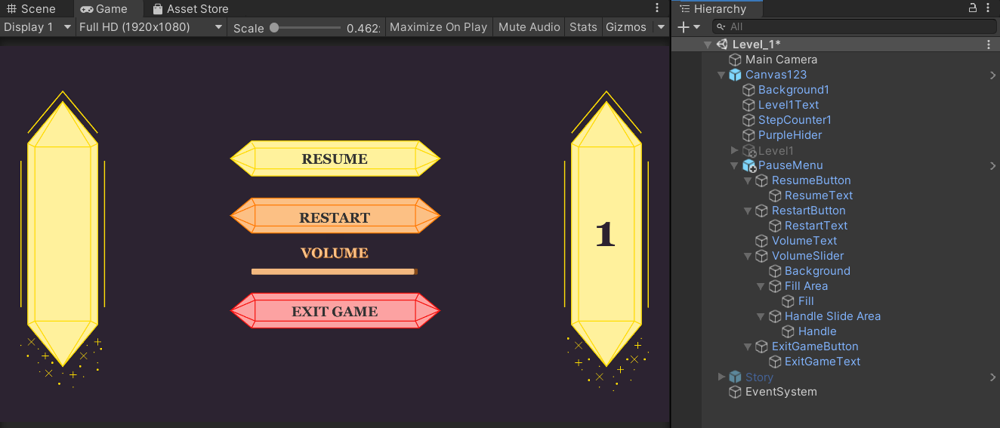 Scene Game Asset Store
Display 1 Full HD (1920x1080) Scale 0.462: Maximize On Play Mute Audio Stats Gizmos
RESUME
RESTART
VOLUME
EXIT GAME
1
Hierarchy
All
Level_1*
Main Camera
Canvas123
Background1
Level1Text
StepCounter1
PurpleHider
Level1
PauseMenu
ResumeButton
ResumeText
RestartButton
RestartText
VolumeText
VolumeSlider
Background
Fill Area
Fill
Handle Slide Area
Handle
ExitGameButton
ExitGameText
Story
EventSystem